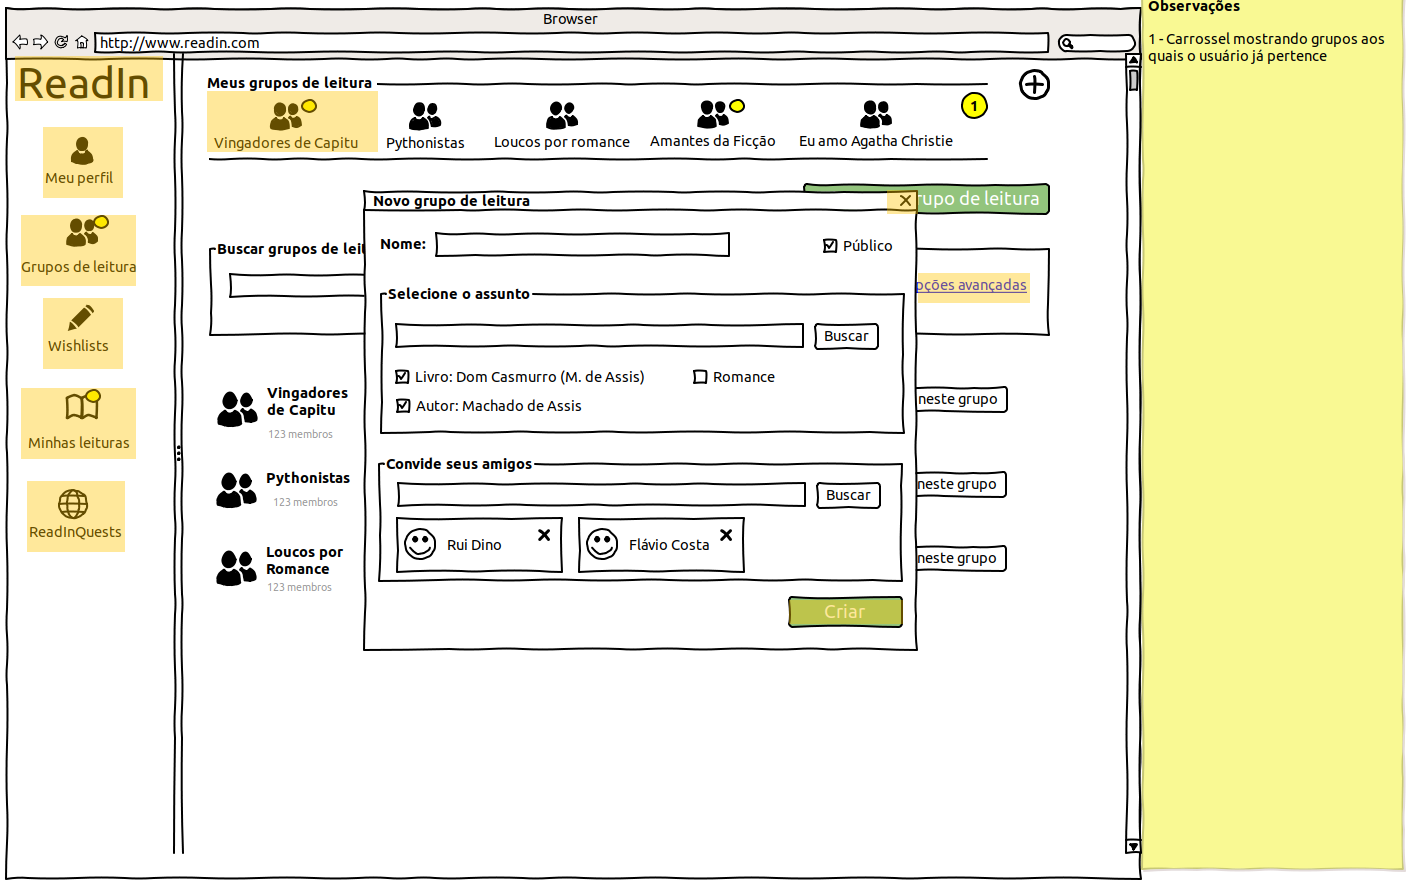 Browser
http://www.readin.com
ReadIn
Meu perfil
Grupos de leitura
Wishlists
Minhas leituras
ReadInQuests
Meus grupos de leitura
Vingadores de Capitu
Pythonistas
Loucos por romance
Amantes da Ficção
Eu amo Agatha Christie
1
rupo de leitura
Buscar grupos de lei
pções avançadas
Vingadores
de Capitu
123 membros
neste grupo
Pythonistas
123 membros
neste grupo
Loucos por
Romance
123 membros
neste grupo
Novo grupo de leitura
Nome:
Público
Selecione o assunto
Buscar
Livro: Dom Casmurro (M. de Assis)
Romance
Autor: Machado de Assis
Convide seus amigos
Buscar
Rui Dino
Flávio Costa
Criar
Observações
1 - Carrossel mostrando grupos aos
quais o usuário já pertence